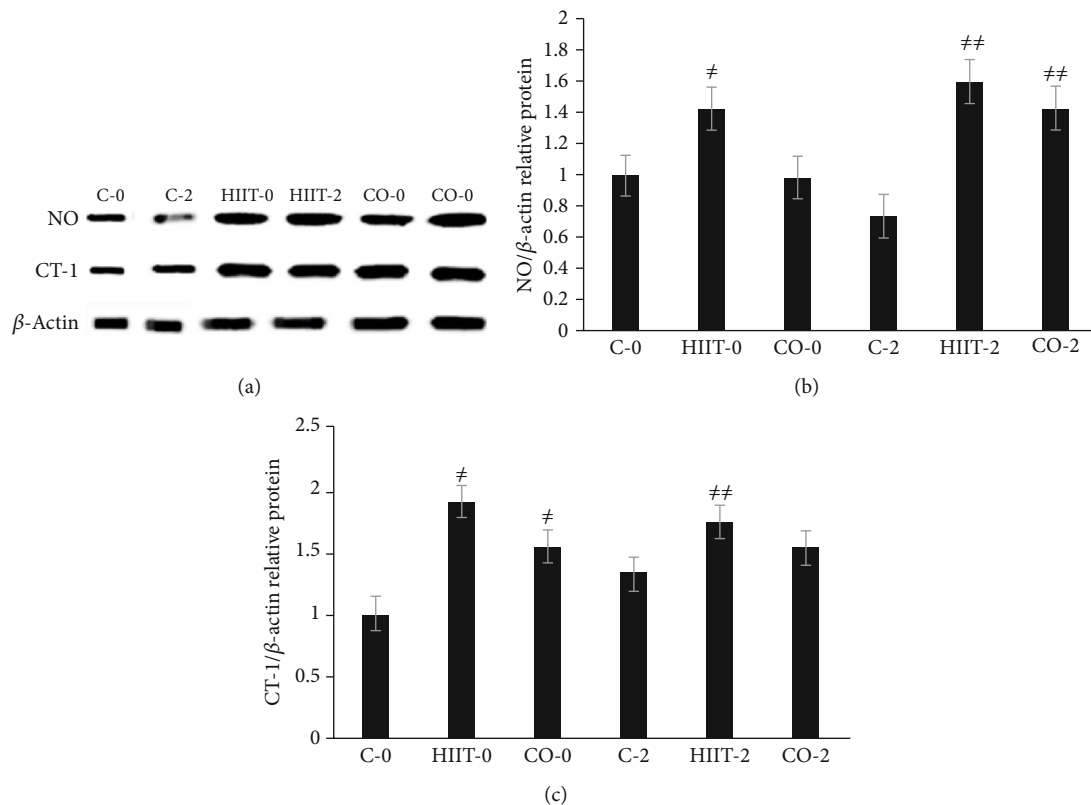 C-0 C-2 HIIT-0 HIIT-2 CO-0 CO-0
NO
CT-1
β-Actin
(a)
NO/β-actin relative protein
2
1.8
1.6
1.4
1.2
1
0.8
0.6
0.4
0.2
0
≠
≠≠
≠≠
C-0 HIIT-0 CO-0 C-2 HIIT-2 CO-2
(b)
CT-1/β-actin relative protein
2.5
2
1.5
1
0.5
0
≠
≠
≠≠
C-0 HIIT-0 CO-0 C-2 HIIT-2 CO-2
(c)